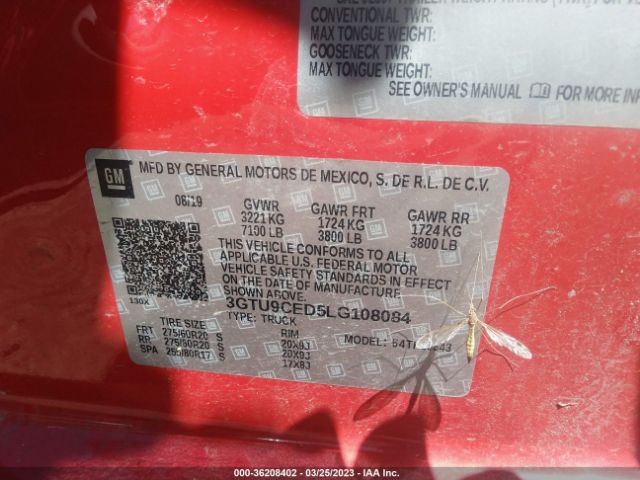 CONVENTIONAL TWR:
MAX TONGUE WEIGHT:
GOOSENECK TWR:
MAX TONGUE WEIGHT:
SEE OWNER'S MANUAL FOR MORE INF
GM MFD BY GENERAL MOTORS DE MEXICO, S. DE R.L. DE C.V.
08/19 GVWR GAWR FRT GAWR RR
3221 KG 1724 KG 1724 KG
7100 LB 3800 LB 3800 LB
THIS VEHICLE CONFORMS TO ALL
APPLICABLE U.S. FEDERAL MOTOR
VEHICLE SAFETY STANDARDS IN EFFECT
ON THE DATE OF MANUFACTURE
SHOWN ABOVE.
130X 3GTU9CED5LG108084
TYPE: TRUCK
TIRE SIZE RIM MODEL:
FRT 275/60R20 S 20X9J
RR 275/60R20 S 20X9J
SPA 255/80R17 S 17X8J
000-36208402 — 03/25/2023 — IAA Inc.